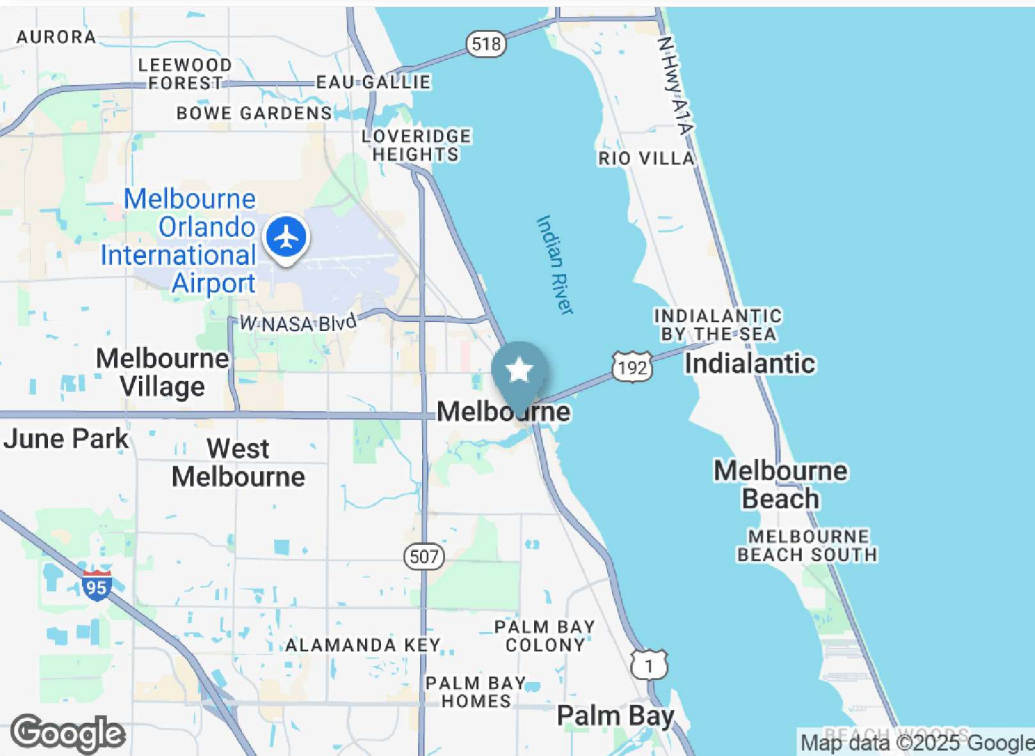 AURORA
518
LEEWOOD
FOREST
EAU GALLIE
BOWE GARDENS
N Hwy A1A
LOVERIDGE
HEIGHTS
RIO VILLA
Melbourne
Orlando
International
Airport
Indian River
W NASA Blvd
INDIALANTIC
BY THE SEA
Indialantic
Melbourne
Village
192
Melbourne
June Park
West
Melbourne
Melbourne
Beach
MELBOURNE
BEACH SOUTH
507
95
ALAMANDA KEY
PALM BAY
COLONY
1
PALM BAY
HOMES
Palm Bay
BEACH WOODS
Google
Map data ©2025 Google